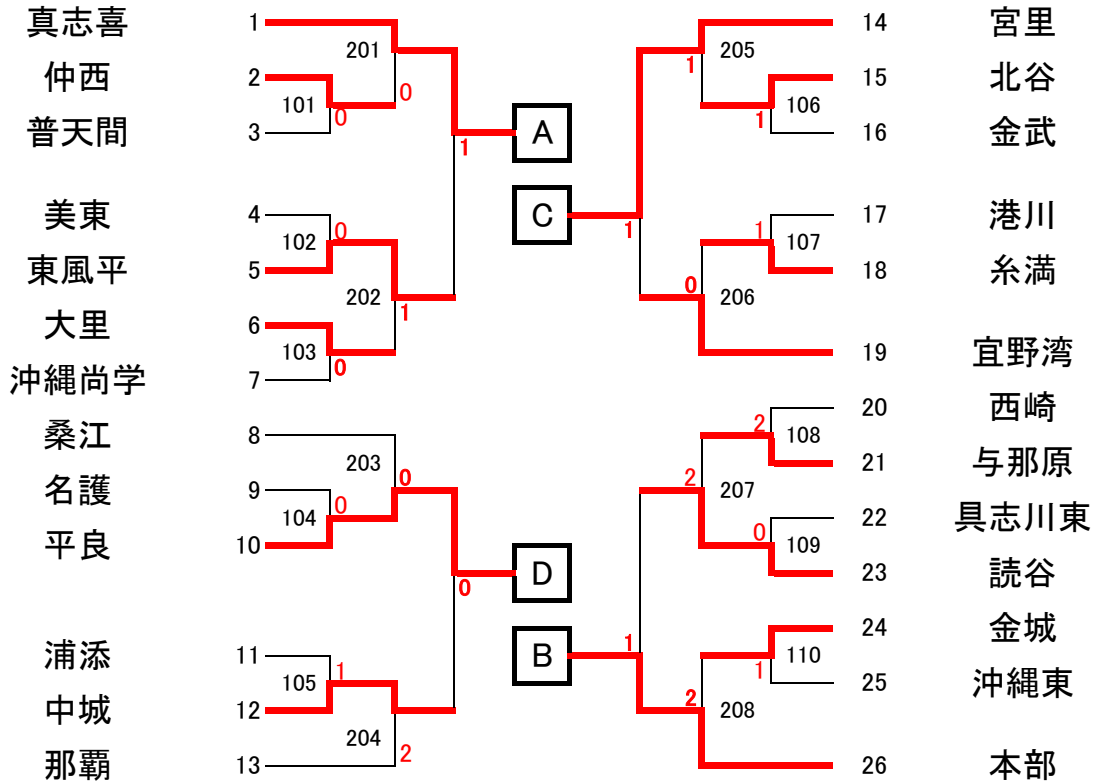 真志喜 1 14 宮里
201 205
仲西 2 0 1 15 北谷
101 0 1 106
普天間 3 A 16 金武
1
美東 4 C 17 港川
102 0 1 1 107
東風平 5 18 糸満
202 1 0 206
大里 6
103 0 19 宜野湾
沖縄尚学 7
20 西崎
桑江 8 2 108
203 0 2 207 21 与那原
名護 9
104 0 0 22 具志川東
平良 10 109
D 23 読谷
0
24 金城
浦添 11 1 B 1 110
105 1 25 沖縄東
中城 12 2 208
204 2
那覇 13 26 本部